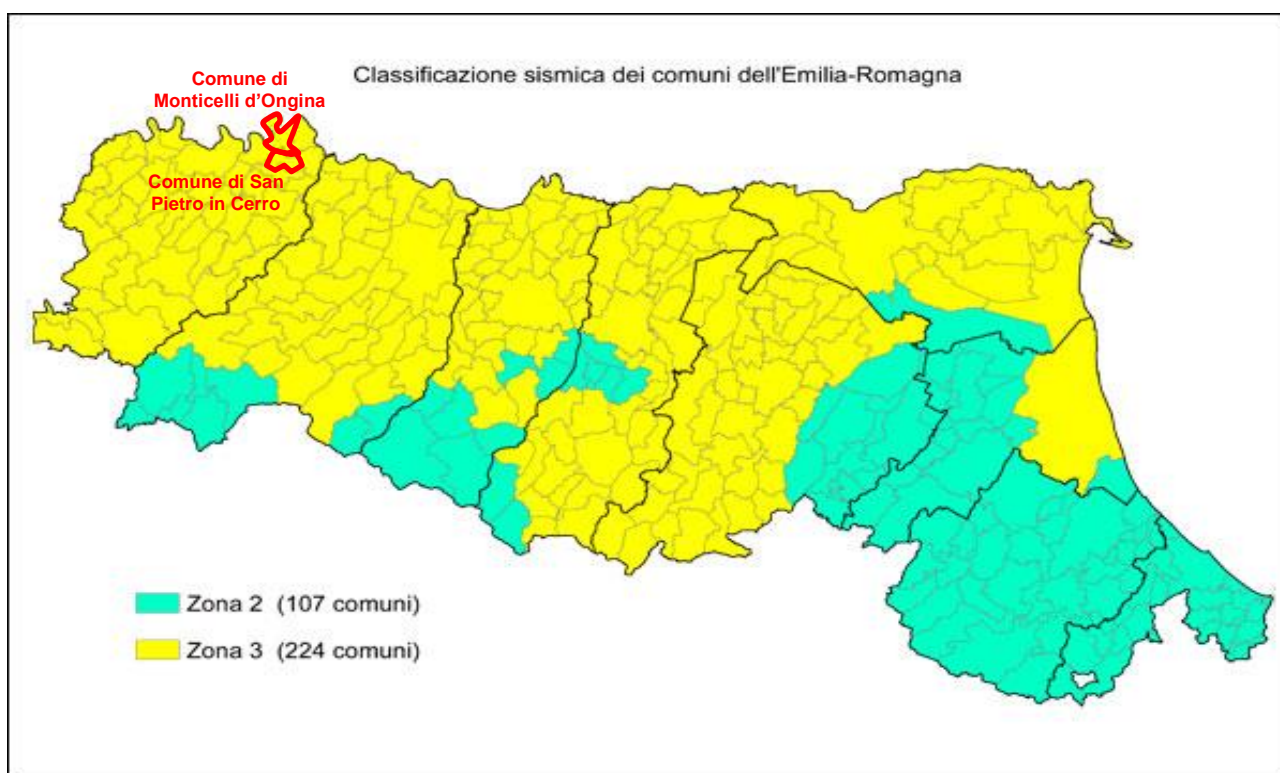 Classificazione sismica dei comuni dell'Emilia-Romagna
Comune di
Monticelli d'Ongina
Comune di San
Pietro in Cerro
Zona 2 (107 comuni)
Zona 3 (224 comuni)